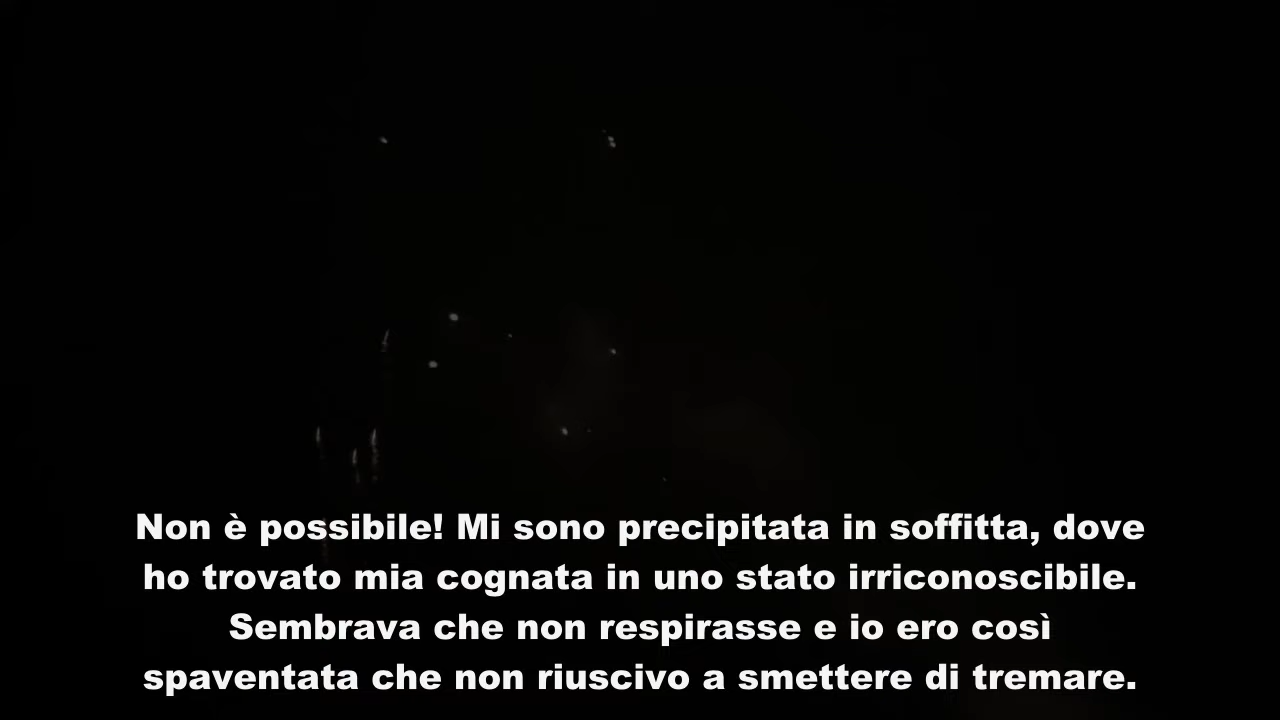 Non è possibile! Mi sono precipitata in soffitta, dove
ho trovato mia cognata in uno stato irriconoscibile.
Sembrava che non respirasse e io ero così
spaventata che non riuscivo a smettere di tremare.